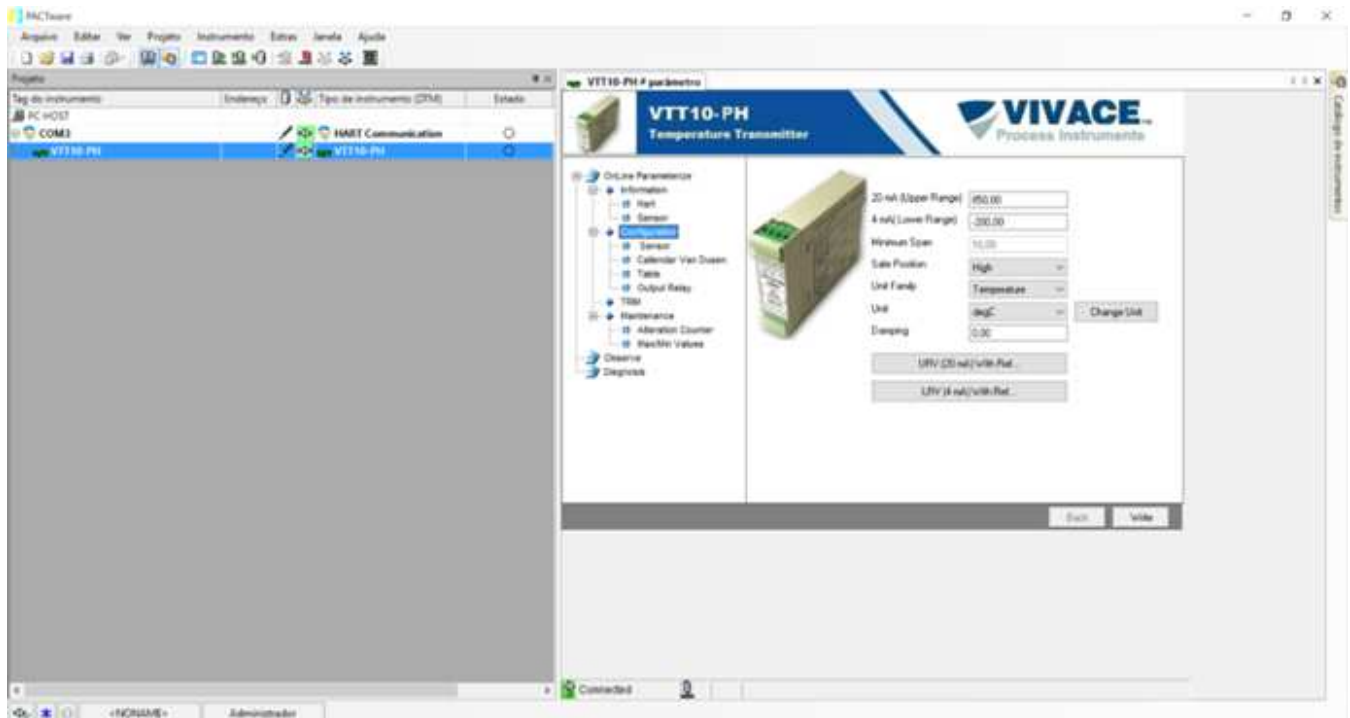 PACTware
Arquivo Editar Ver Projeto Instrumento Extras Janela Ajuda
Projeto
Tag do instrumento Endereço Tipo de instrumento (DTM) Estado
PC HOST
COM3 HART Communication
VTT10-PH VTT10-PH
VTT10-PH # parâmetro
VTT10-PH
Temperature Transmitter
VIVACE
Process Instruments
OnLine Parameterize
Information
Hart
Sensor
Configuration
Sensor
Callendar Van Dusen
Table
Output Relay
TRM
Maintenance
Alteration Counter
Max/Min Values
Observe
Diagnosis
20 mA (Upper Range) 850,00
4 mA( Lower Range) -200,00
Minimum Span 10,00
Safe Position High
Unit Family Temperature
Unit degC Change Unit
Damping 0,00
URV (20 mA) With Ref...
LRV (4 mA) With Ref...
Back Write
Connected
<NONAME> Administrador
Catálogo de instrumentos